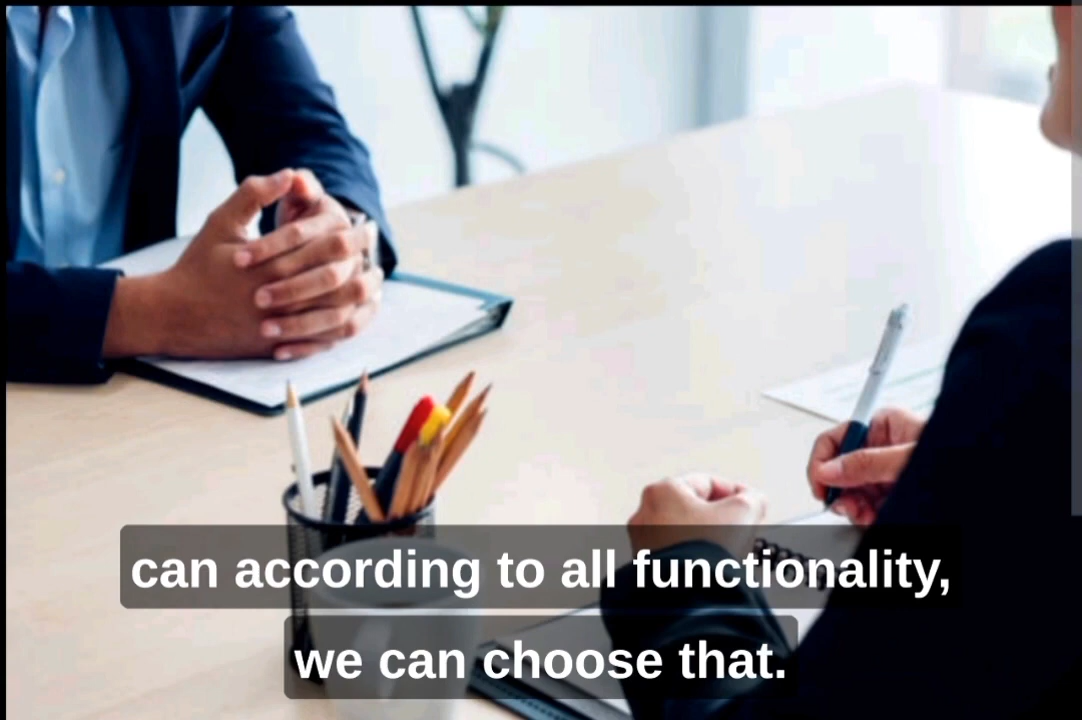 can according to all functionality,
we can choose that.